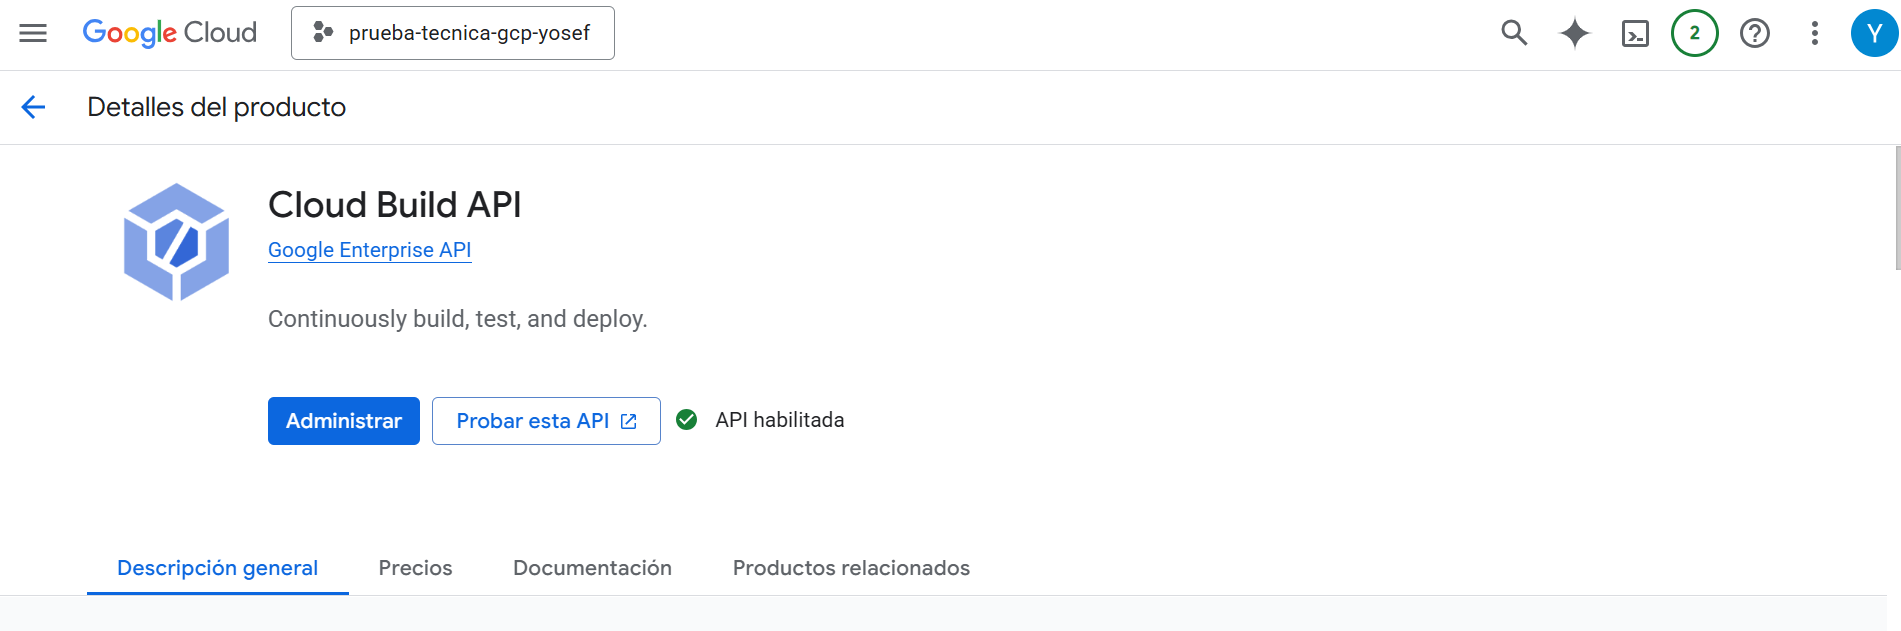 Google Cloud
prueba-tecnica-gcp-yosef
2
Y
Detalles del producto
Cloud Build API
Google Enterprise API
Continuously build, test, and deploy.
Administrar
Probar esta API
API habilitada
Descripción general
Precios
Documentación
Productos relacionados